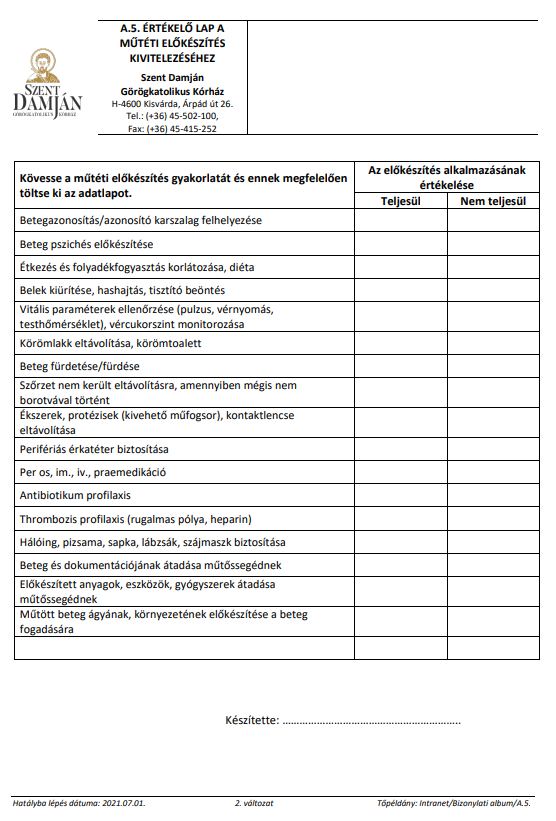 A.5. ÉRTÉKELŐ LAP A
MŰTÉTI ELŐKÉSZÍTÉS
KIVITELEZÉSÉHEZ
Szent Damján
Görögkatolikus Kórház
H-4600 Kisvárda, Árpád út 26.
Tel.: (+36) 45-502-100,
Fax: (+36) 45-415-252
SZENT
DAMJÁN
GÖRÖGKATOLIKUS KÓRHÁZ
Kövesse a műtéti előkészítés gyakorlatát és ennek megfelelően
töltse ki az adatlapot.
Az előkészítés alkalmazásának
értékelése
Teljesül
Nem teljesül
Betegazonosítás/azonosító karszalag felhelyezése
Beteg pszichés előkészítése
Étkezés és folyadékfogyasztás korlátozása, diéta
Belek kiürítése, hashajtás, tisztító beöntés
Vitális paraméterek ellenőrzése (pulzus, vérnyomás,
testhőmérséklet), vércukorszint monitorozása
Körömlakk eltávolítása, körömtoalett
Beteg fürdetése/fürdése
Szőrzet nem került eltávolításra, amennyiben mégis nem
borotvával történt
Ékszerek, protézisek (kivehető műfogsor), kontaktlencse
eltávolítása
Perifériás érkatéter biztosítása
Per os, im., iv., praemedikáció
Antibiotikum profilaxis
Thrombozis profilaxis (rugalmas pólya, heparin)
Hálóing, pizsama, sapka, lábzsák, szájmaszk biztosítása
Beteg és dokumentációjának átadása műtőssegédnek
Előkészített anyagok, eszközök, gyógyszerek átadása
műtőssegédnek
Műtött beteg ágyának, környezetének előkészítése a beteg
fogadására
Készítette: ……………………………………………………..
Hatályba lépés dátuma: 2021.07.01.
2. változat
Tőpéldány: Intranet/Bizonylati album/A.5.